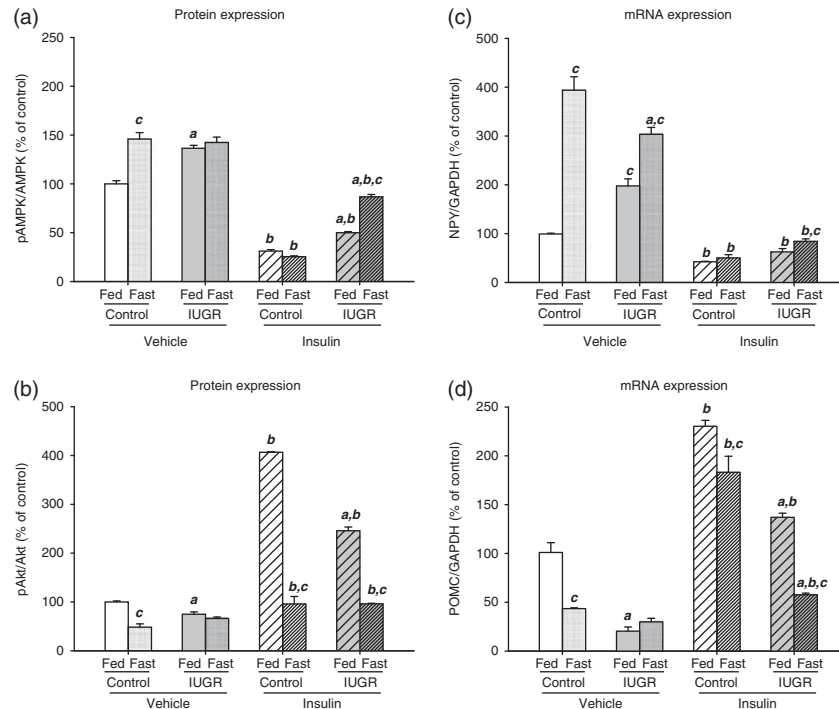 (a)
Protein expression
pAMPK/AMPK (% of control)
200
150
100
50
0
c
a
b
b
a,b
a,b,c
Fed Fast Fed Fast Fed Fast Fed Fast
Control IUGR Control IUGR
Vehicle Insulin
(c)
mRNA expression
NPY/GAPDH (% of control)
500
400
300
200
100
0
c
c
a,c
b
b
b
b,c
Fed Fast Fed Fast Fed Fast Fed Fast
Control IUGR Control IUGR
Vehicle Insulin
(b)
Protein expression
pAkt/Akt (% of control)
500
400
300
200
100
0
c
a
b
b,c
a,b
b,c
Fed Fast Fed Fast Fed Fast Fed Fast
Control IUGR Control IUGR
Vehicle Insulin
(d)
mRNA expression
POMC/GAPDH (% of control)
250
200
150
100
50
0
c
a
b
b,c
a,b
a,b,c
Fed Fast Fed Fast Fed Fast Fed Fast
Control IUGR Control IUGR
Vehicle Insulin